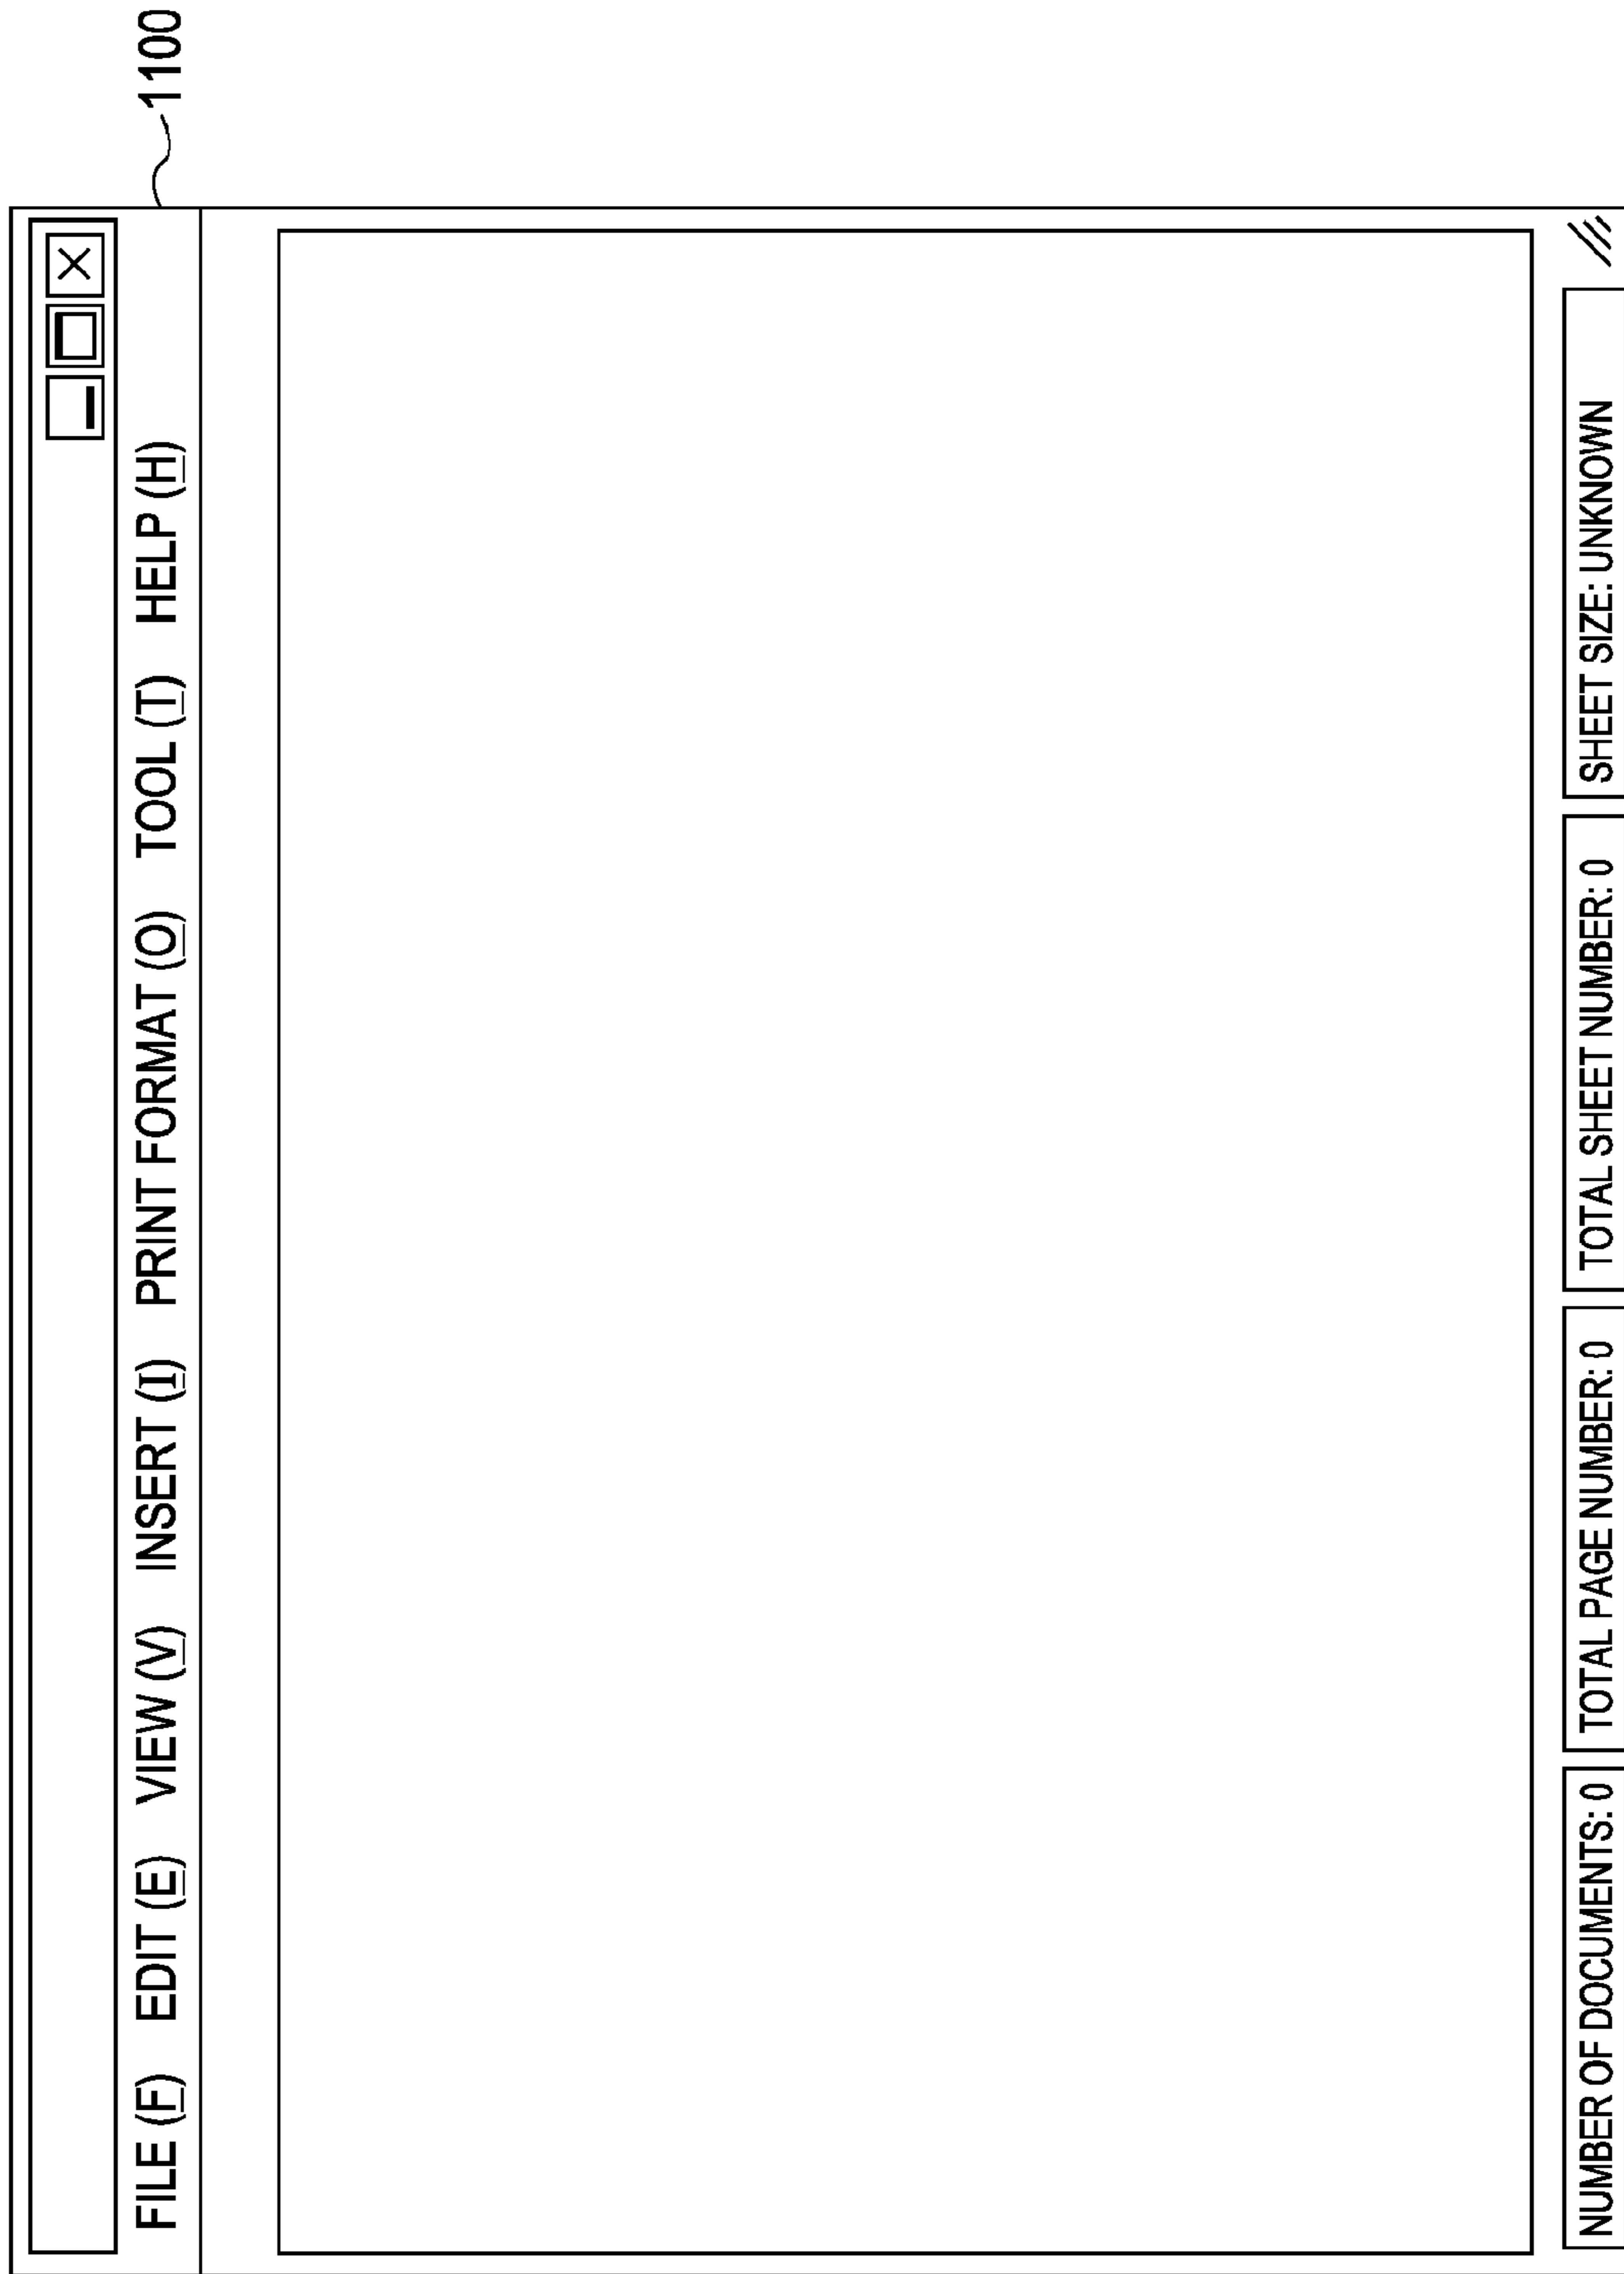 1100
FILE (F) EDIT (E) VIEW (V) INSERT (I) PRINT FORMAT (O) TOOL (T) HELP (H)
NUMBER OF DOCUMENTS: 0 TOTAL PAGE NUMBER: 0 TOTAL SHEET NUMBER: 0 SHEET SIZE: UNKNOWN